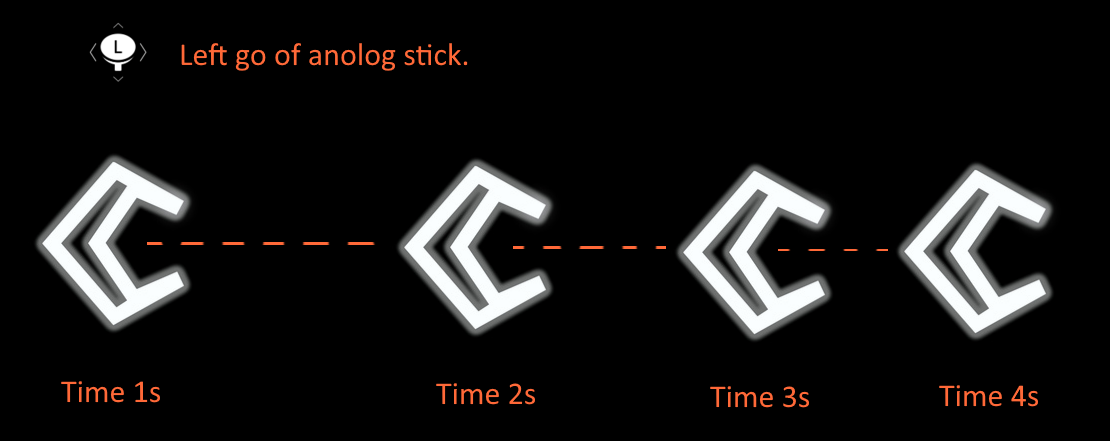 L
Left go of anolog stick.
Time 1s
Time 2s
Time 3s
Time 4s